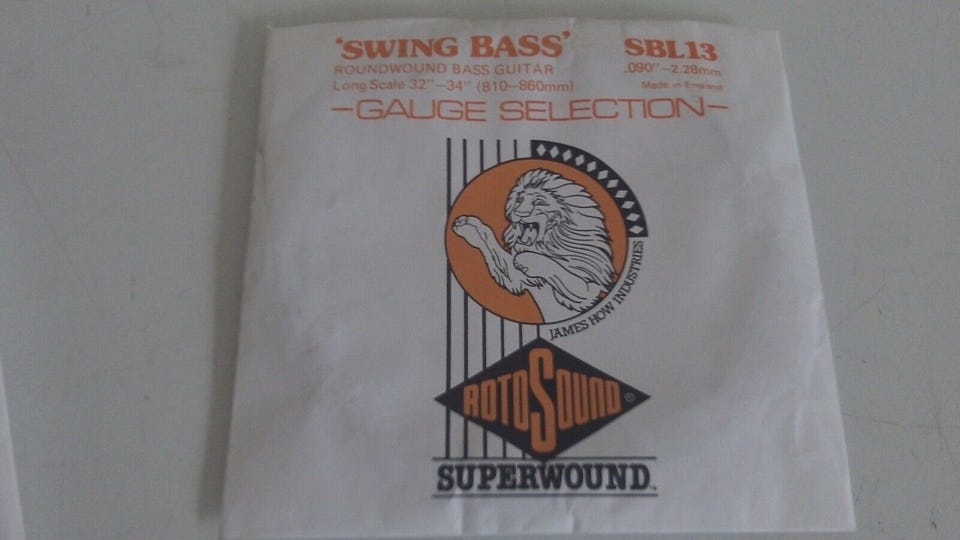 'SWING BASS' SBL13
ROUNDWOUND BASS GUITAR .090"–2.28mm
Long Scale 32"–34" (810–860mm) Made in England
–GAUGE SELECTION–
JAMES HOW INDUSTRIES
ROTOSOUND ®
SUPERWOUND™